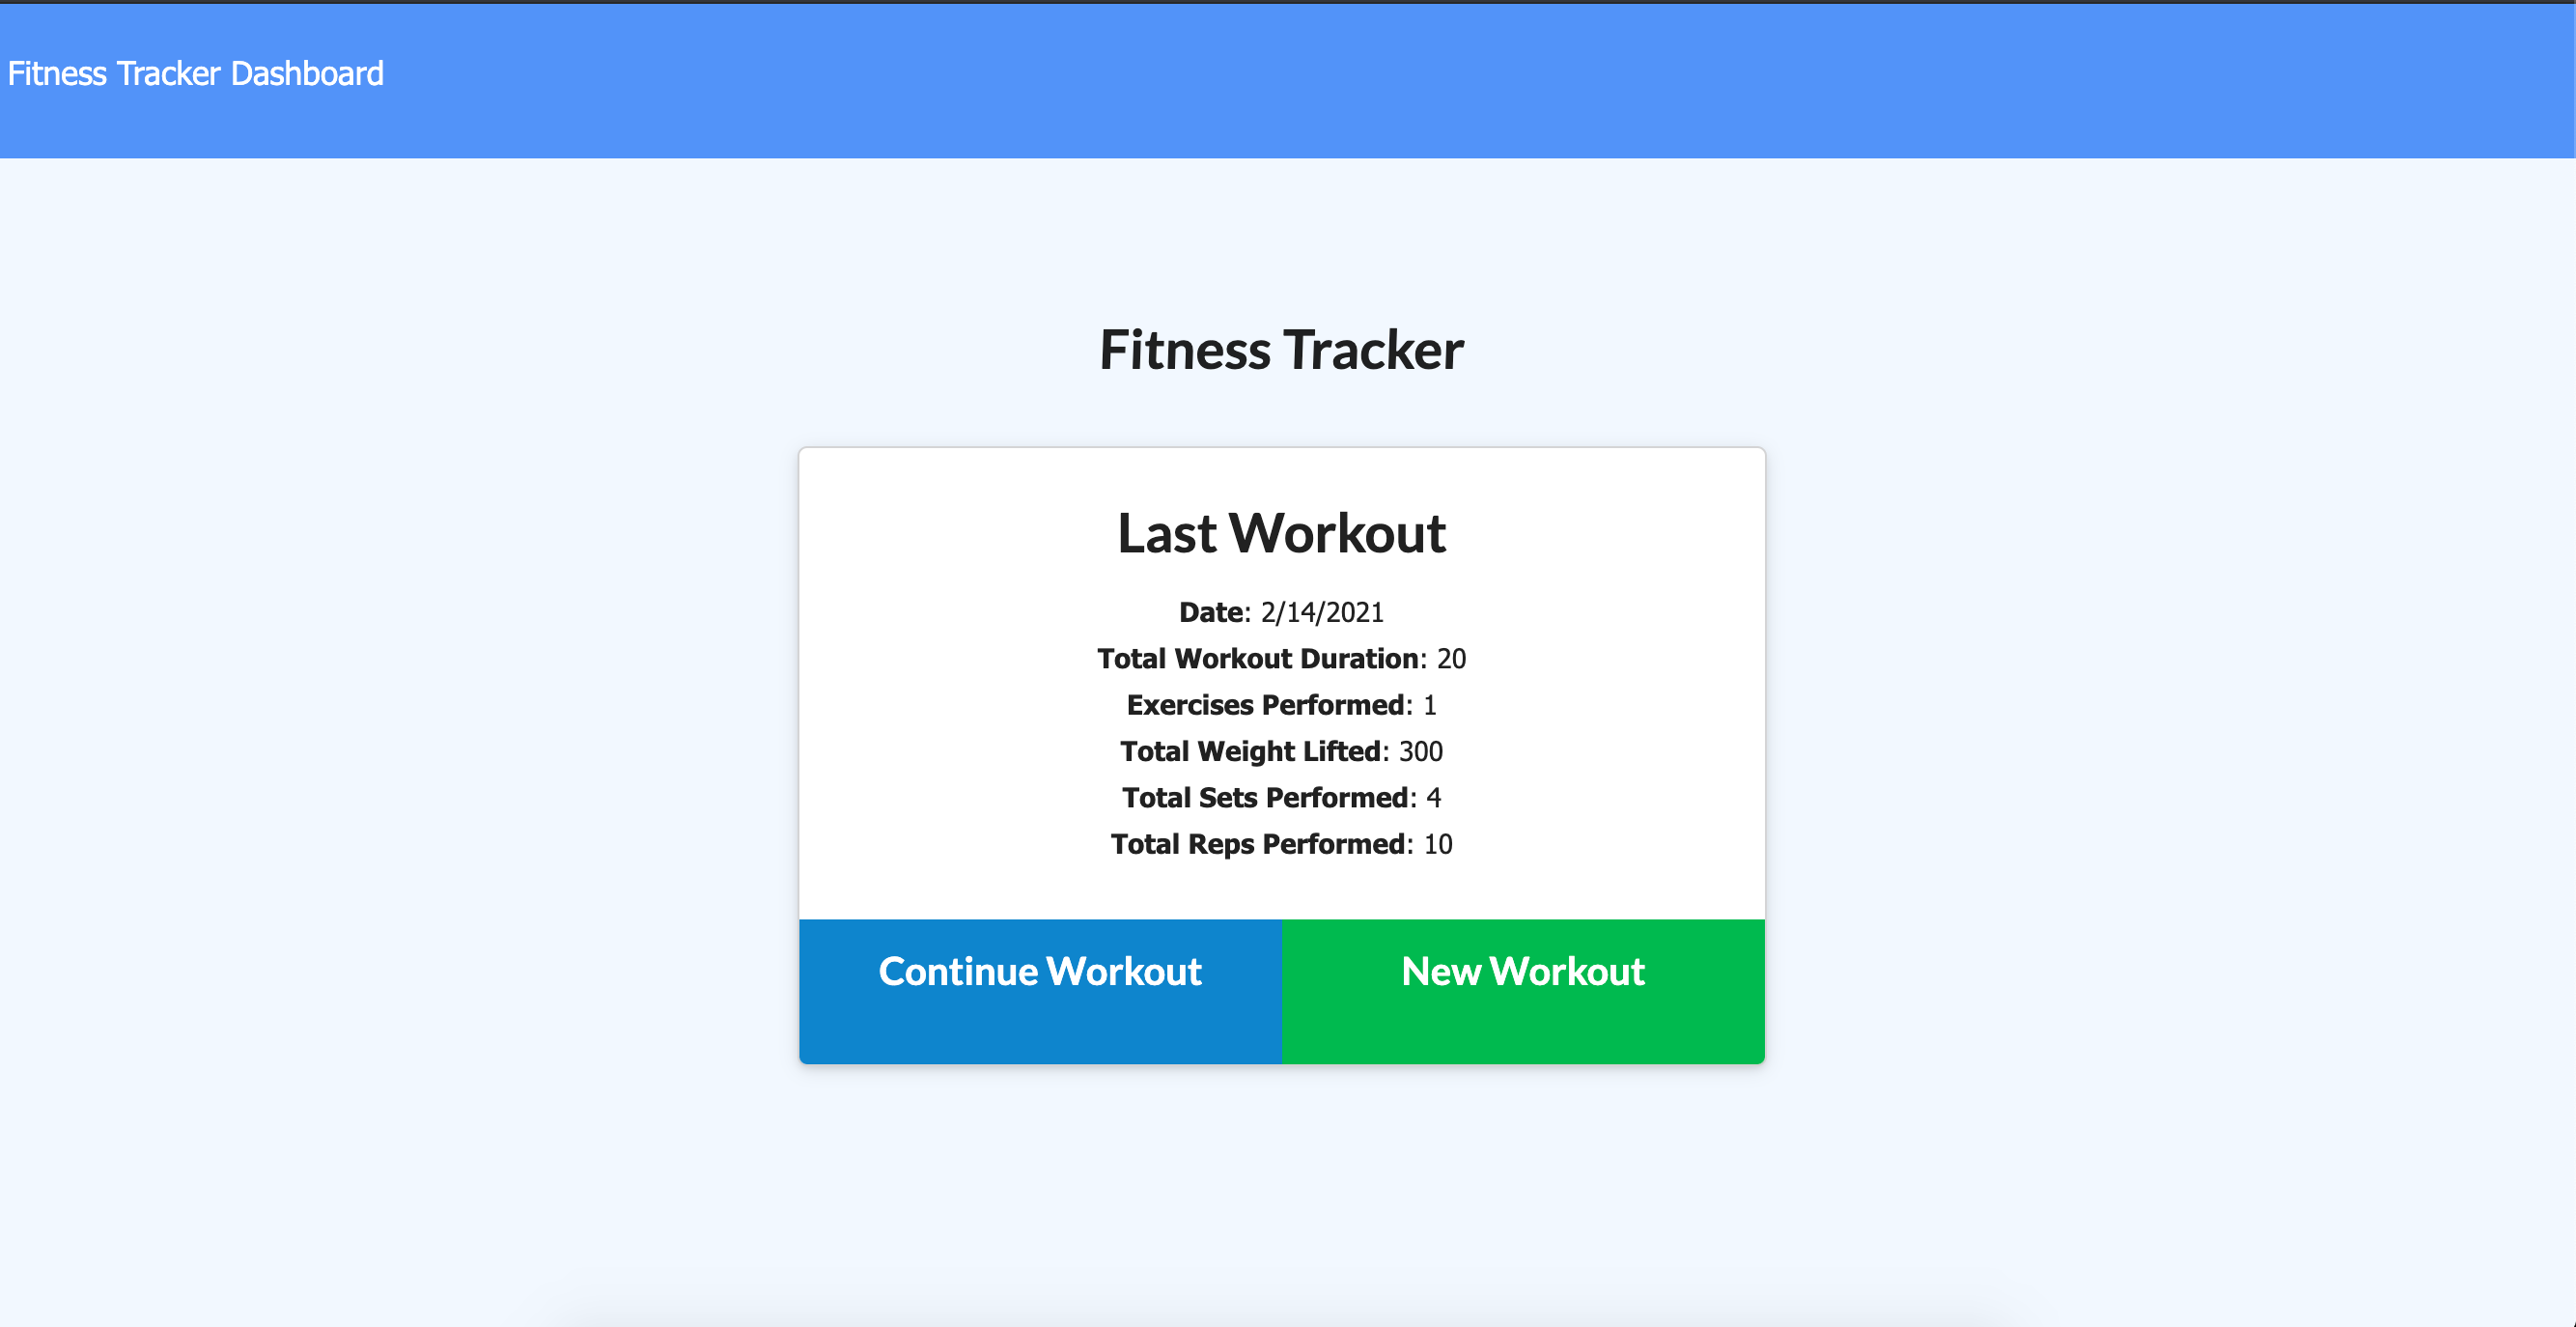 Fitness Tracker Dashboard
Fitness Tracker
Last Workout
Date: 2/14/2021
Total Workout Duration: 20
Exercises Performed: 1
Total Weight Lifted: 300
Total Sets Performed: 4
Total Reps Performed: 10
Continue Workout
New Workout